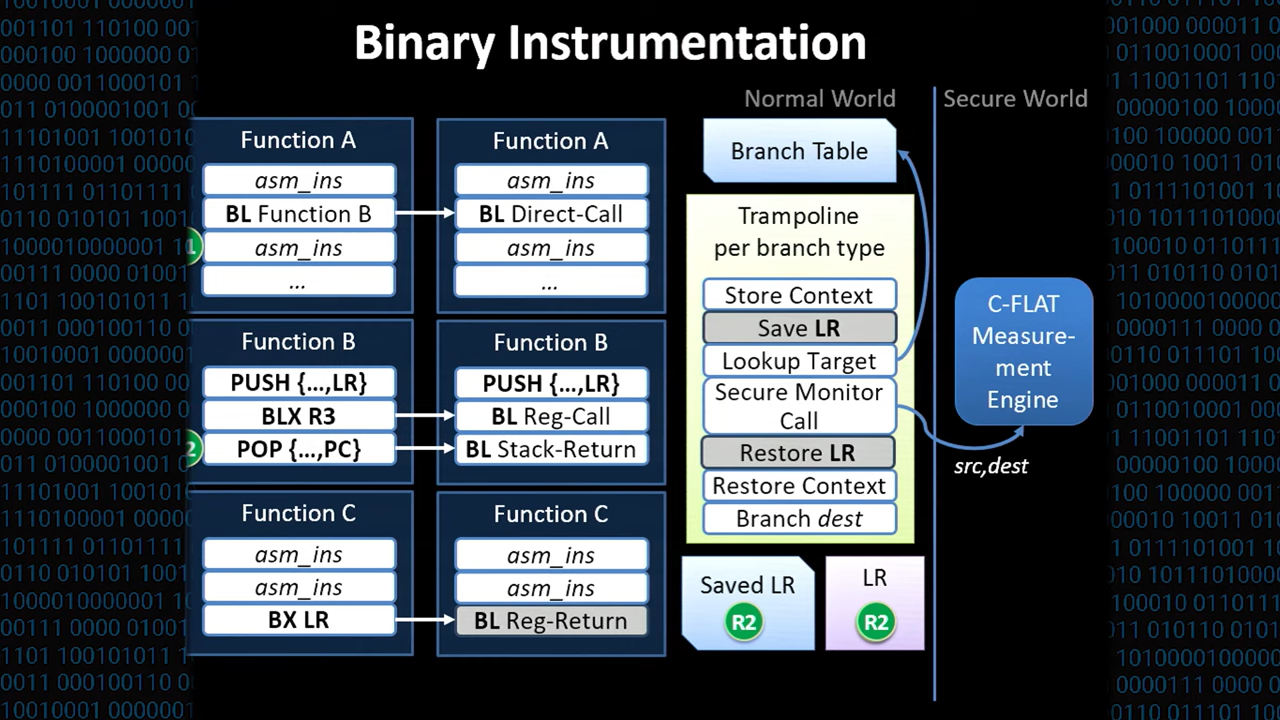 Binary Instrumentation
Normal World
Secure World
Function A
asm_ins
BL Function B
1
asm_ins
...
Function A
asm_ins
BL Direct-Call
asm_ins
...
Function B
PUSH {...,LR}
BLX R3
2
POP {...,PC}
Function B
PUSH {...,LR}
BL Reg-Call
BL Stack-Return
Function C
asm_ins
asm_ins
BX LR
Function C
asm_ins
asm_ins
BL Reg-Return
Branch Table
Trampoline
per branch type
Store Context
Save LR
Lookup Target
Secure Monitor
Call
Restore LR
Restore Context
Branch dest
Saved LR
R2
LR
R2
C-FLAT
Measure-
ment
Engine
src,dest